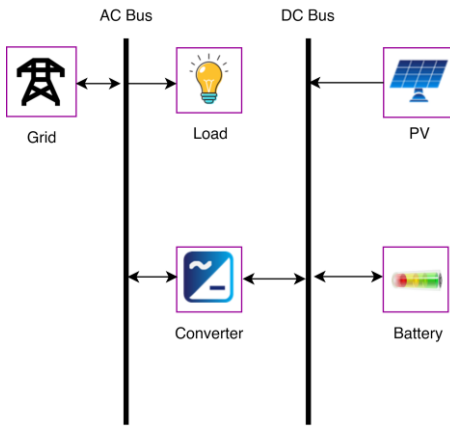 AC Bus
DC Bus
Grid
Load
PV
Converter
Battery